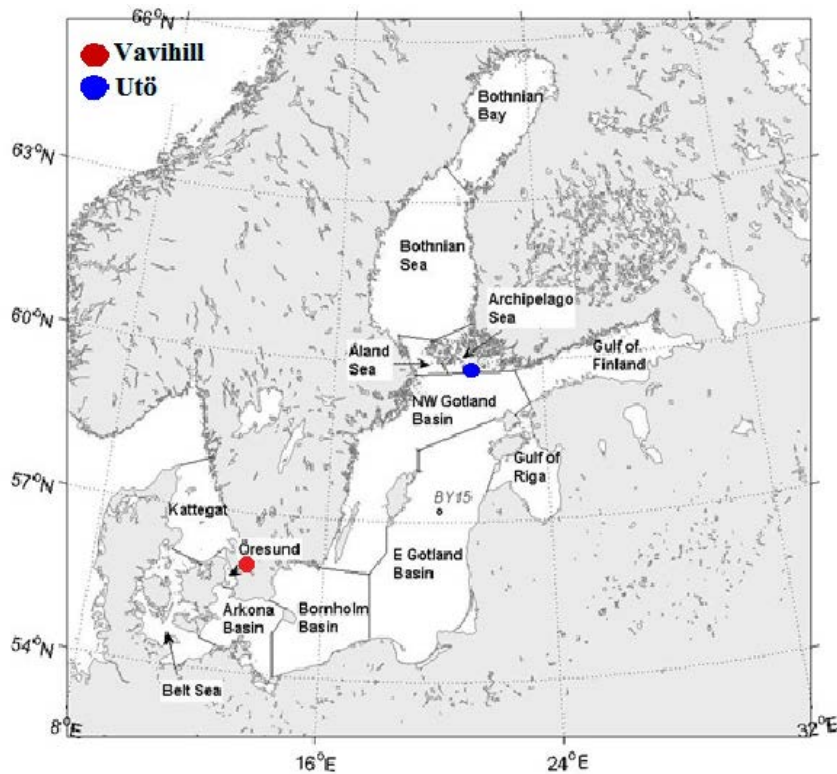 66°N
Vavihill
Utö
Bothnian
Bay
63°N
Bothnian
Sea
Archipelago
Sea
60°N
Åland
Sea
Gulf of
Finland
NW Gotland
Basin
Gulf of
Riga
57°N
BY15
Kattegat
Öresund
E Gotland
Basin
Arkona
Basin
Bornholm
Basin
54°N
Belt Sea
8°E
16°E
24°E
32°E